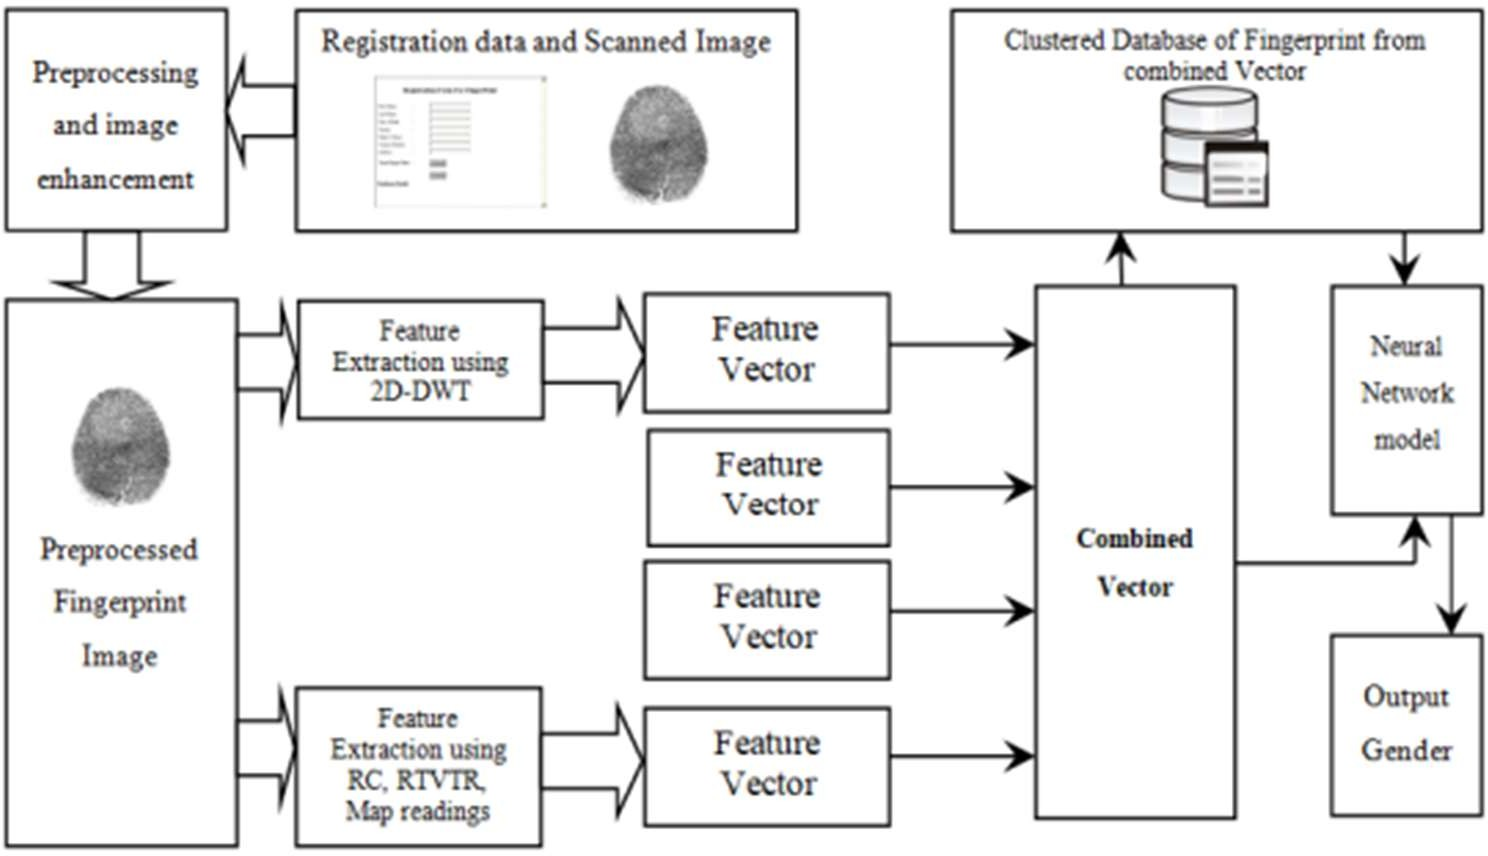 Preprocessing
and image
enhancement
Registration data and Scanned Image
Clustered Database of Fingerprint from
combined Vector
Preprocessed
Fingerprint
Image
Feature
Extraction using
2D-DWT
Feature
Vector
Feature
Vector
Feature
Vector
Feature
Extraction using
RC, RTVTR,
Map readings
Feature
Vector
Combined
Vector
Neural
Network
model
Output
Gender